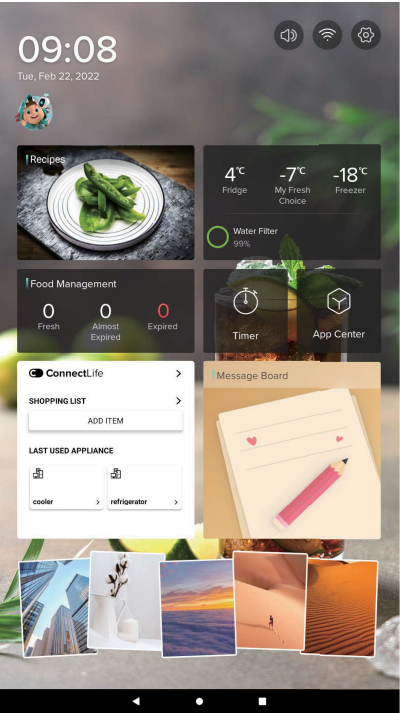 09:08
Tue, Feb 22, 2022
Recipes
4°C
-7°C
-18°C
Fridge
My Fresh
Choice
Freezer
Water Filter
99%
Food Management
0
0
0
Fresh
Almost
Expired
Expired
Timer
App Center
ConnectLife
SHOPPING LIST
ADD ITEM
LAST USED APPLIANCE
cooler
refrigerator
Message Board